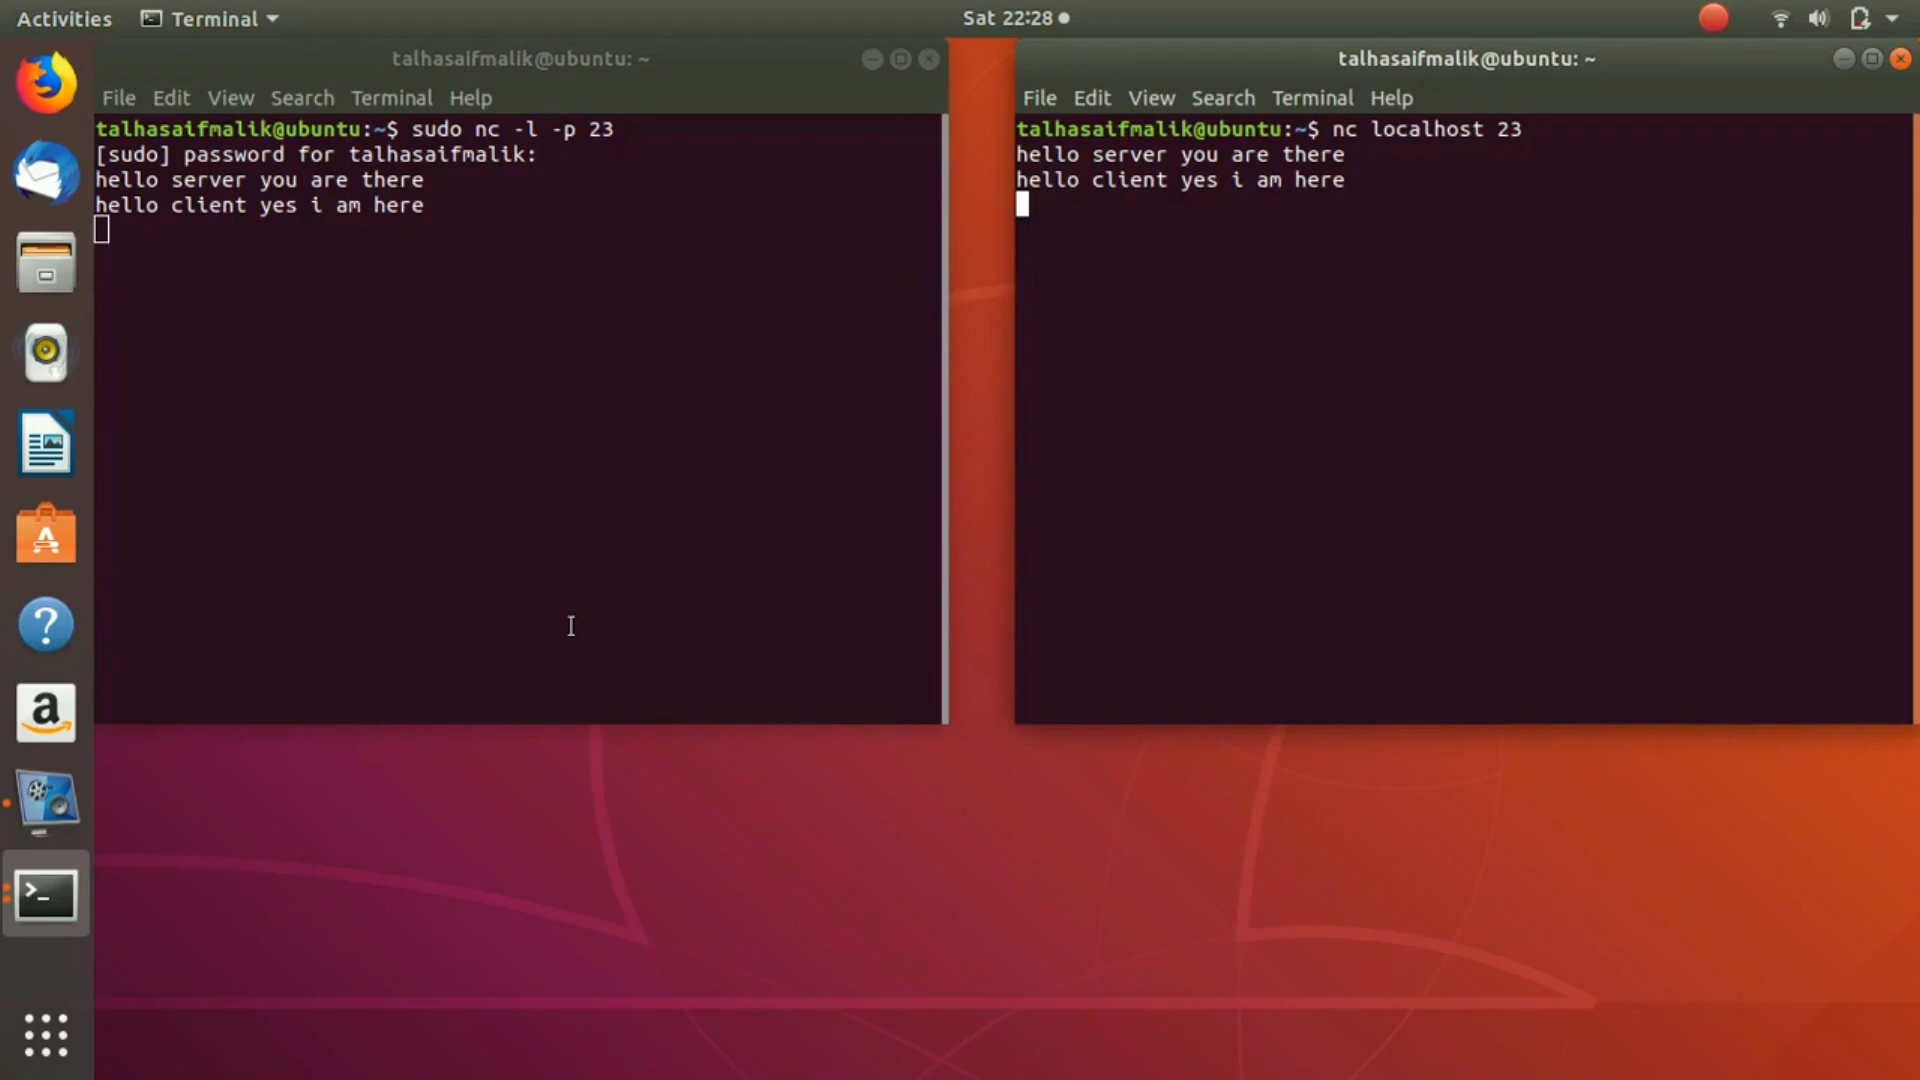 Activities Terminal Sat 22:28
talhasaifmalik@ubuntu: ~
File Edit View Search Terminal Help
talhasaifmalik@ubuntu:~$ sudo nc -l -p 23
[sudo] password for talhasaifmalik:
hello server you are there
hello client yes i am here
talhasaifmalik@ubuntu: ~
File Edit View Search Terminal Help
talhasaifmalik@ubuntu:~$ nc localhost 23
hello server you are there
hello client yes i am here